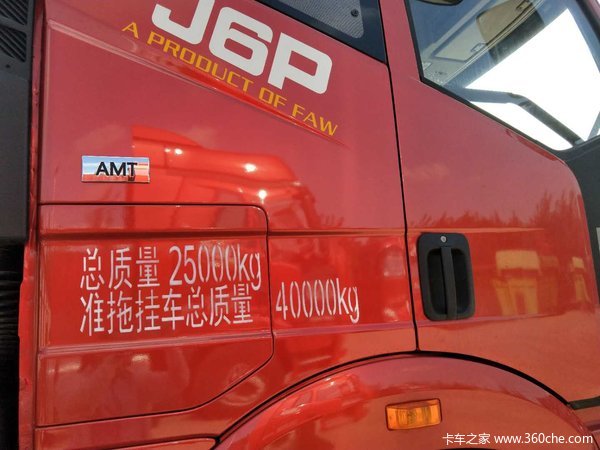 J6P
A PRODUCT OF FAW
AMT
总质量 25000kg
准拖挂车总质量 40000kg
卡车之家 www.360che.com